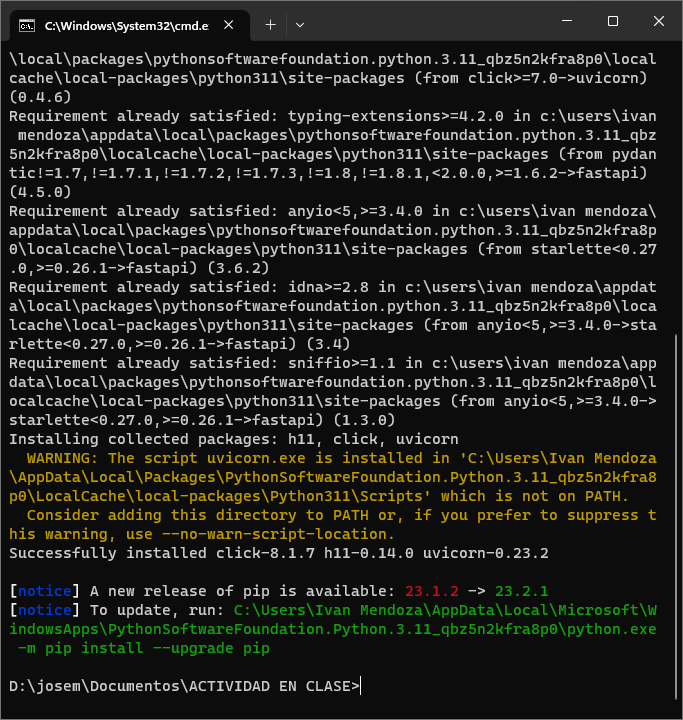 C:\Windows\System32\cmd.e
\local\packages\pythonsoftwarefoundation.python.3.11_qbz5n2kfra8p0\local
cache\local-packages\python311\site-packages (from click>=7.0->uvicorn)
(0.4.6)
Requirement already satisfied: typing-extensions>=4.2.0 in c:\users\ivan
 mendoza\appdata\local\packages\pythonsoftwarefoundation.python.3.11_qbz
5n2kfra8p0\localcache\local-packages\python311\site-packages (from pydan
tic!=1.7,!=1.7.1,!=1.7.2,!=1.7.3,!=1.8,!=1.8.1,<2.0.0,>=1.6.2->fastapi)
(4.5.0)
Requirement already satisfied: anyio<5,>=3.4.0 in c:\users\ivan mendoza\
appdata\local\packages\pythonsoftwarefoundation.python.3.11_qbz5n2kfra8p
0\localcache\local-packages\python311\site-packages (from starlette<0.27
.0,>=0.26.1->fastapi) (3.6.2)
Requirement already satisfied: idna>=2.8 in c:\users\ivan mendoza\appdat
a\local\packages\pythonsoftwarefoundation.python.3.11_qbz5n2kfra8p0\loca
lcache\local-packages\python311\site-packages (from anyio<5,>=3.4.0->sta
rlette<0.27.0,>=0.26.1->fastapi) (3.4)
Requirement already satisfied: sniffio>=1.1 in c:\users\ivan mendoza\app
data\local\packages\pythonsoftwarefoundation.python.3.11_qbz5n2kfra8p0\l
ocalcache\local-packages\python311\site-packages (from anyio<5,>=3.4.0->
starlette<0.27.0,>=0.26.1->fastapi) (1.3.0)
Installing collected packages: h11, click, uvicorn
  WARNING: The script uvicorn.exe is installed in 'C:\Users\Ivan Mendoza
\AppData\Local\Packages\PythonSoftwareFoundation.Python.3.11_qbz5n2kfra8
p0\LocalCache\local-packages\Python311\Scripts' which is not on PATH.
  Consider adding this directory to PATH or, if you prefer to suppress t
his warning, use --no-warn-script-location.
Successfully installed click-8.1.7 h11-0.14.0 uvicorn-0.23.2
[notice] A new release of pip is available: 23.1.2 -> 23.2.1
[notice] To update, run: C:\Users\Ivan Mendoza\AppData\Local\Microsoft\W
indowsApps\PythonSoftwareFoundation.Python.3.11_qbz5n2kfra8p0\python.exe
 -m pip install --upgrade pip
D:\josem\Documentos\ACTIVIDAD EN CLASE>